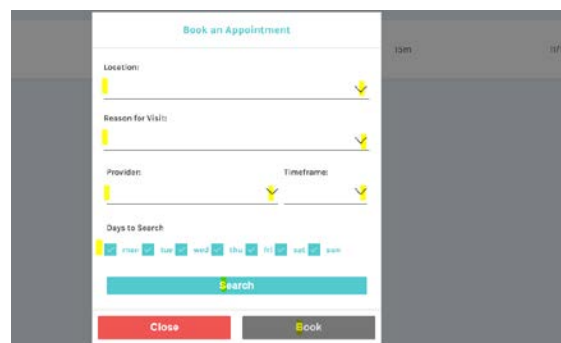 Book an Appointment
Location:
Reason for Visit:
Provider: Timeframe:
Days to Search
mon tue wed thu fri sat sun
Search
Close Book